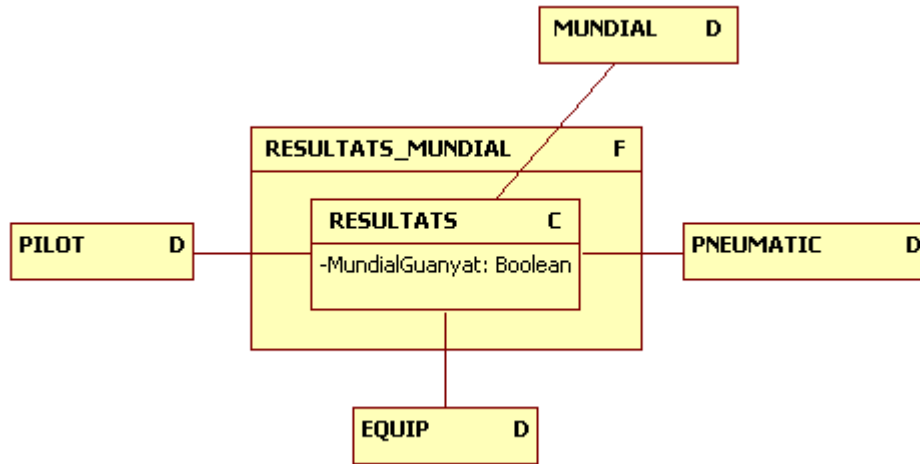 MUNDIAL D
RESULTATS_MUNDIAL F
RESULTATS C
PILOT D
-MundialGuanyat: Boolean
PNEUMATIC D
EQUIP D